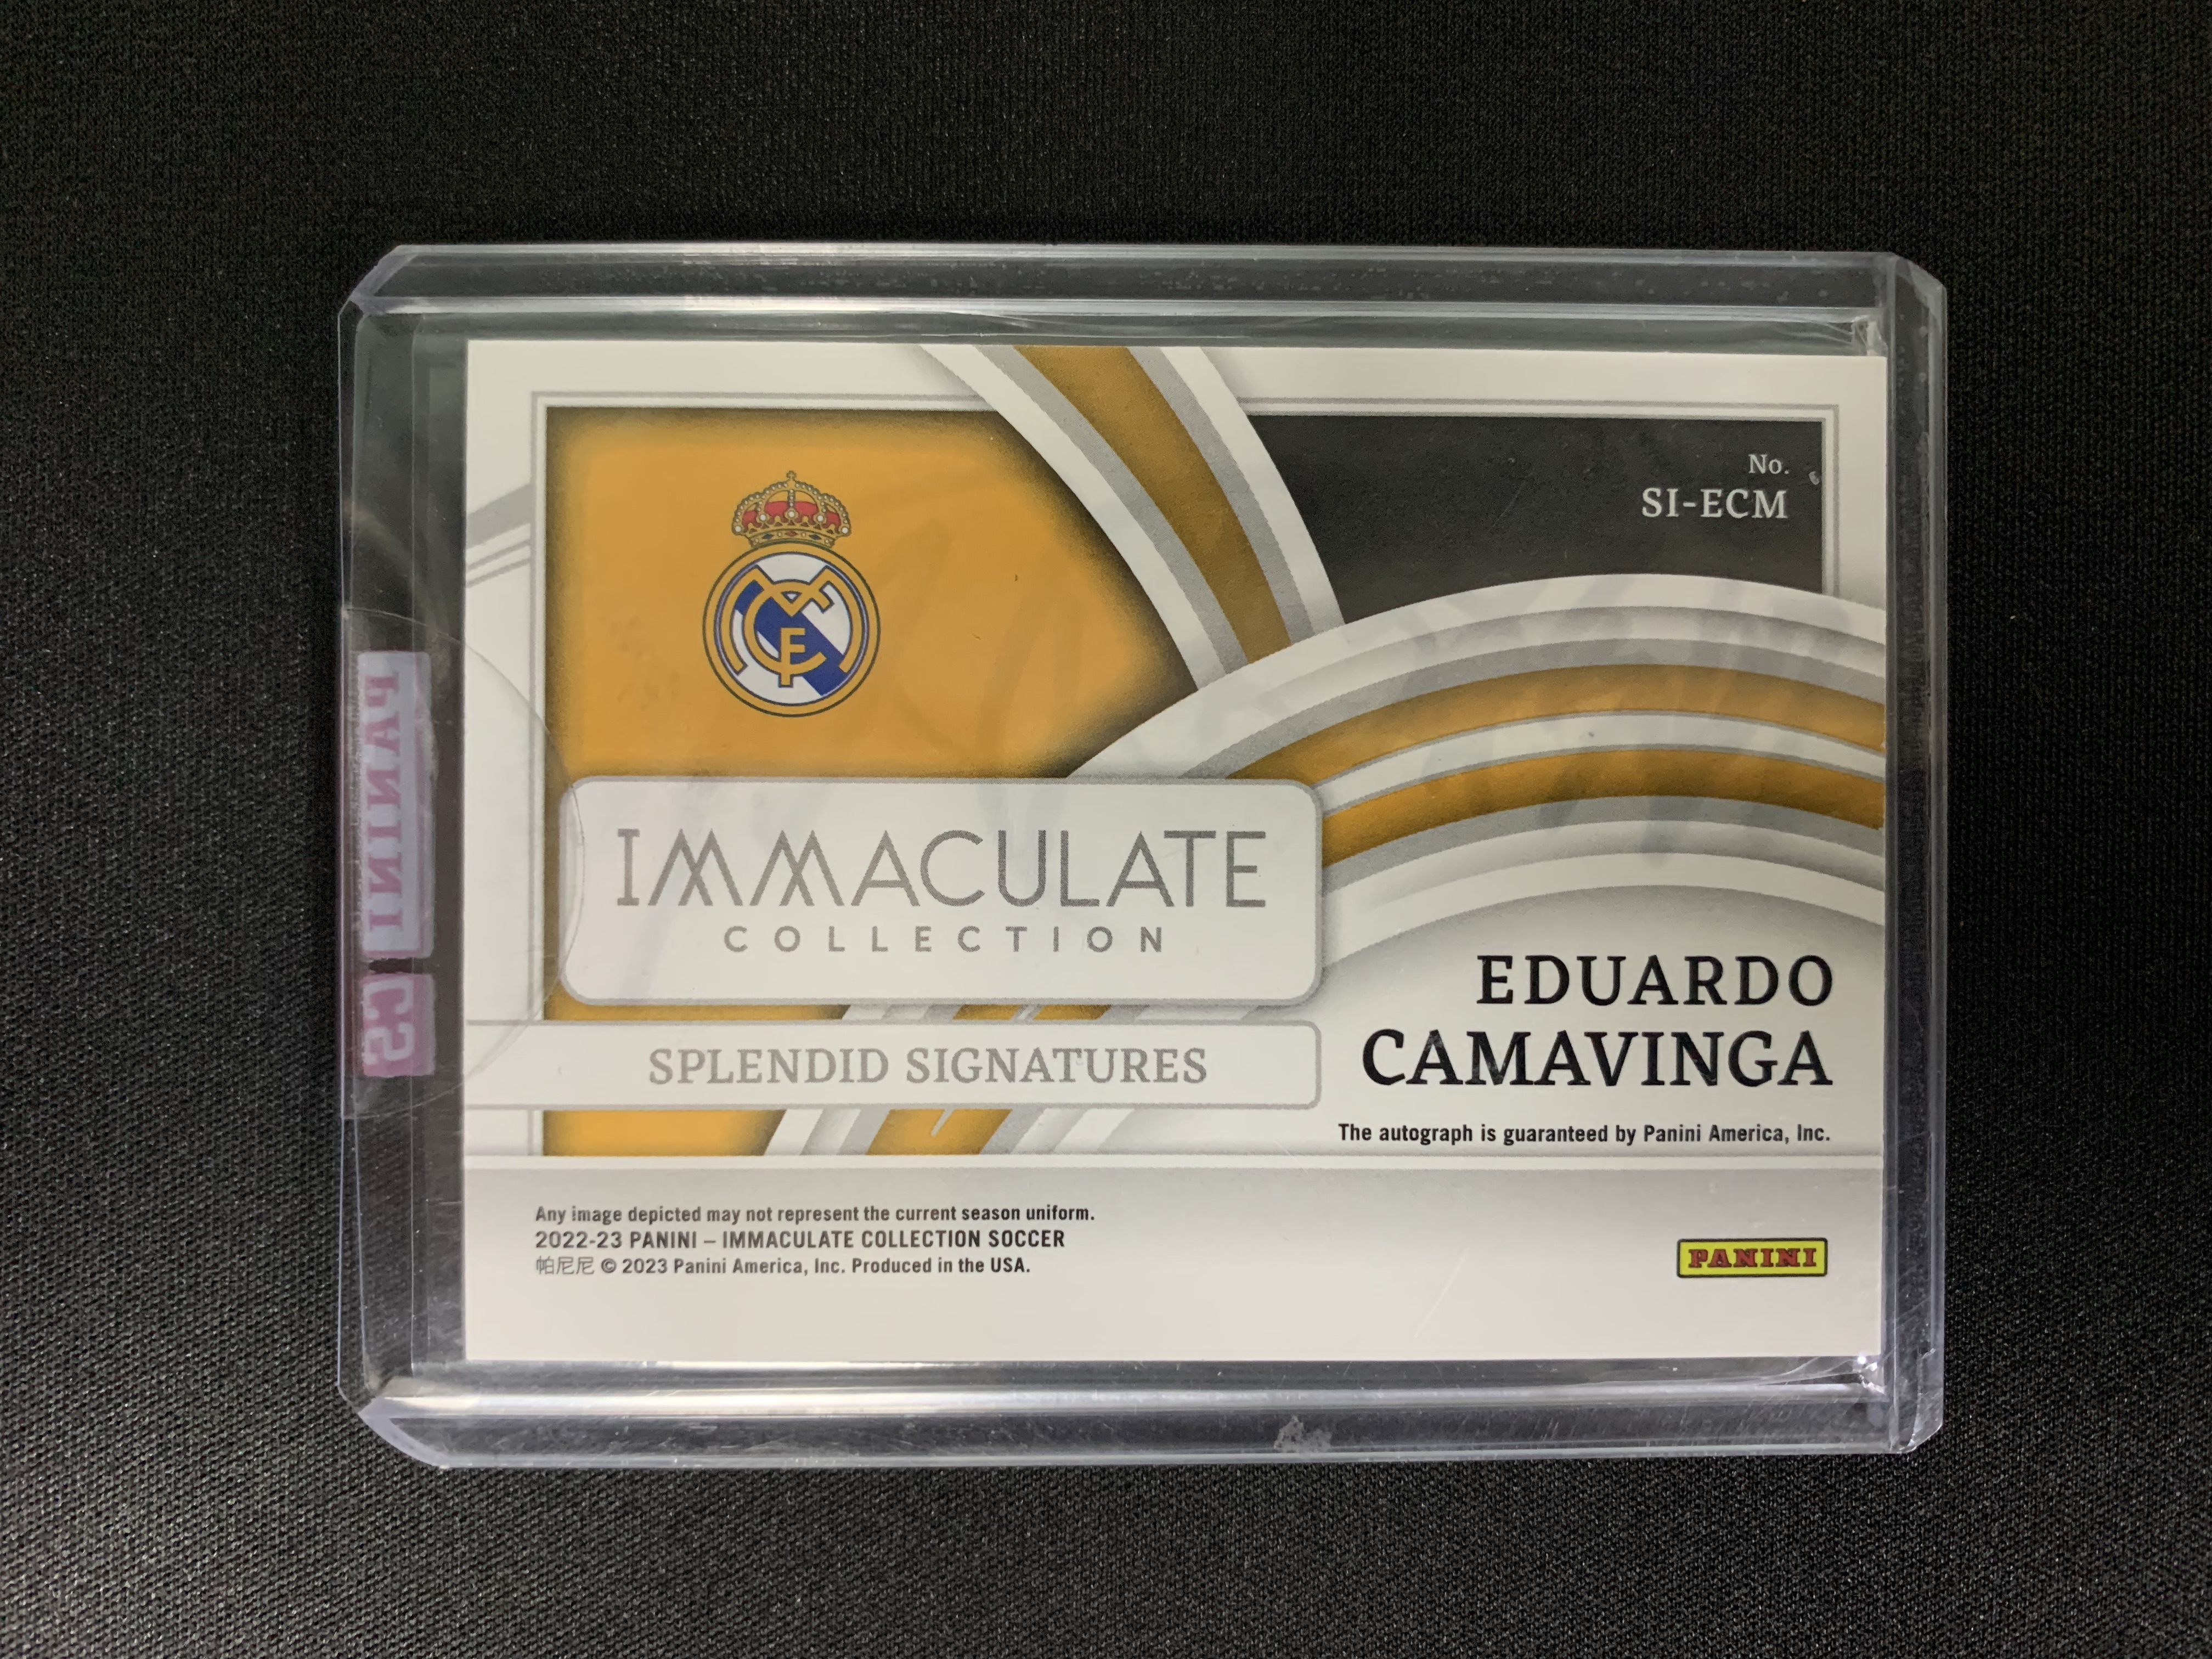 No.
SI-ECM
IMMACULATE
COLLECTION
SPLENDID SIGNATURES
EDUARDO
CAMAVINGA
The autograph is guaranteed by Panini America, Inc.
Any image depicted may not represent the current season uniform.
2022-23 PANINI – IMMACULATE COLLECTION SOCCER
帕尼尼 © 2023 Panini America, Inc. Produced in the USA.
PANINI
PANINI
CS